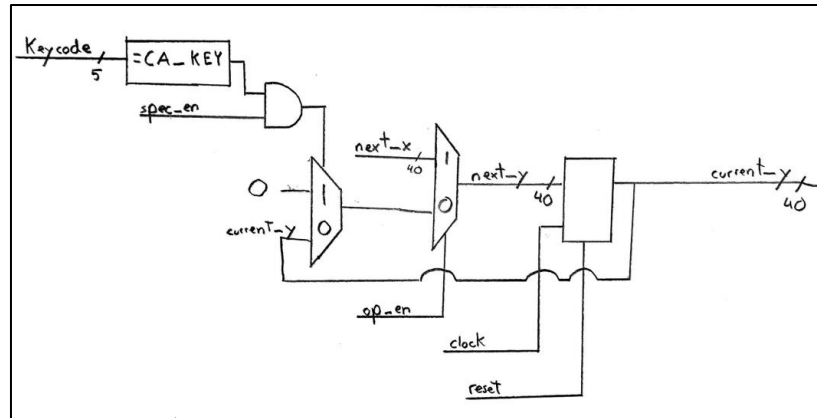 Keycode
5
=CA_KEY
spec_en
next_x
40
1
0
next_y
40
current_y
40
0
1
0
current_y
op_en
clock
reset